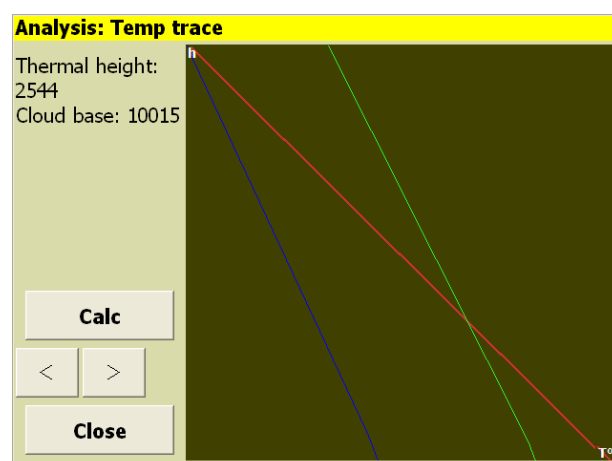 Analysis: Temp trace
Thermal height:
2544
Cloud base: 10015
h
Calc
<
>
Close
T°